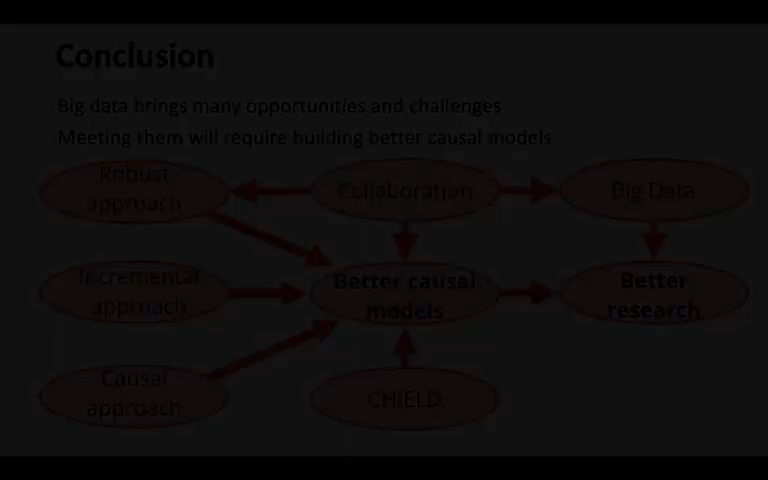 Conclusion
Big data brings many opportunities and challenges
Meeting them will require building better causal models
Robust
approach
Collaboration
Big Data
Incremental
approach
Better causal
models
Better
research
Causal
approach
CHIELD